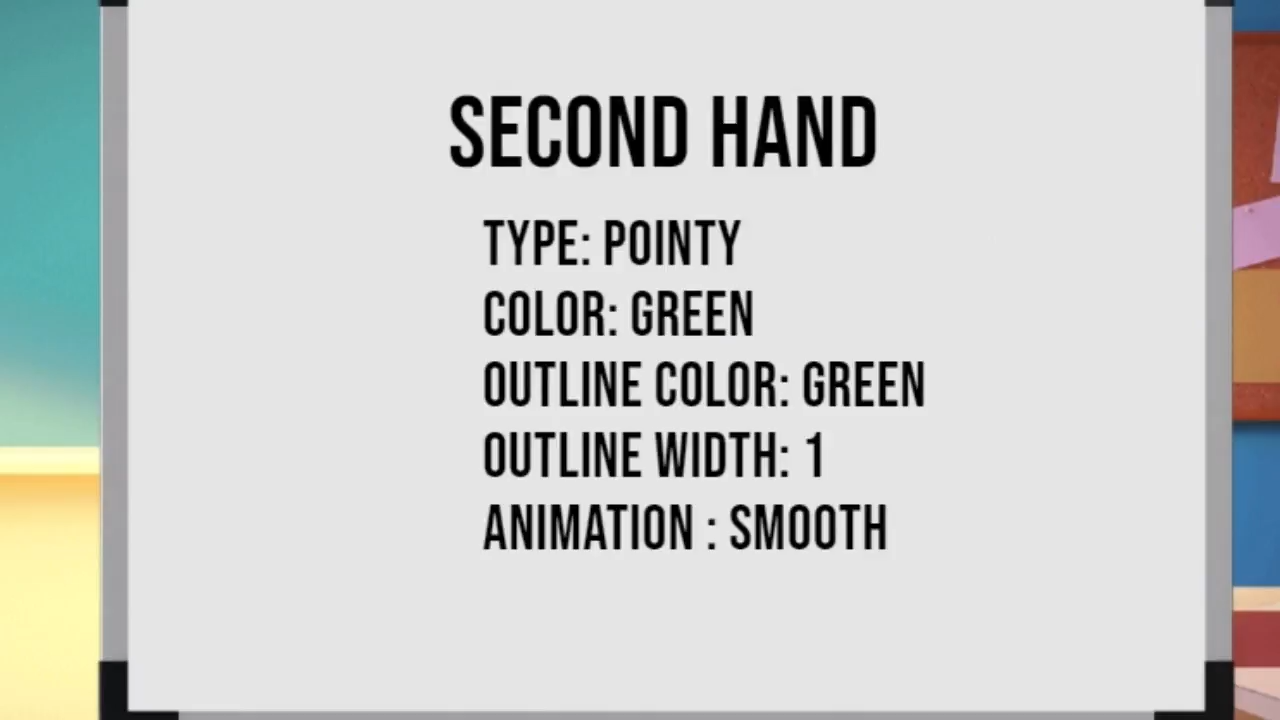 SECOND HAND
TYPE: POINTY
COLOR: GREEN
OUTLINE COLOR: GREEN
OUTLINE WIDTH: 1
ANIMATION : SMOOTH